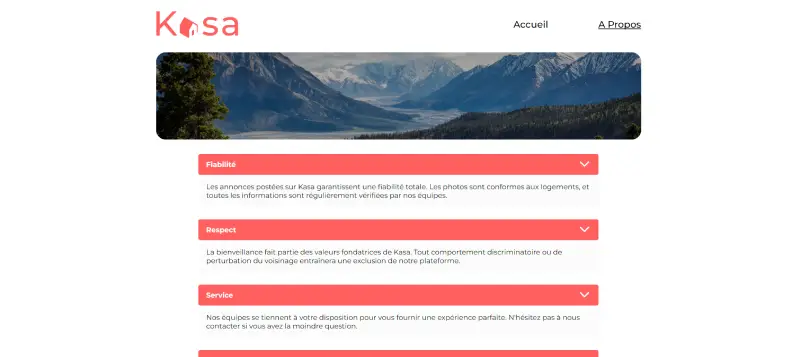 Kasa
Accueil
A Propos
Fiabilité
Les annonces postées sur Kasa garantissent une fiabilité totale. Les photos sont conformes aux logements, et
toutes les informations sont régulièrement vérifiées par nos équipes.
Respect
La bienveillance fait partie des valeurs fondatrices de Kasa. Tout comportement discriminatoire ou de
perturbation du voisinage entraînera une exclusion de notre plateforme.
Service
Nos équipes se tiennent à votre disposition pour vous fournir une expérience parfaite. N'hésitez pas à nous
contacter si vous avez la moindre question.